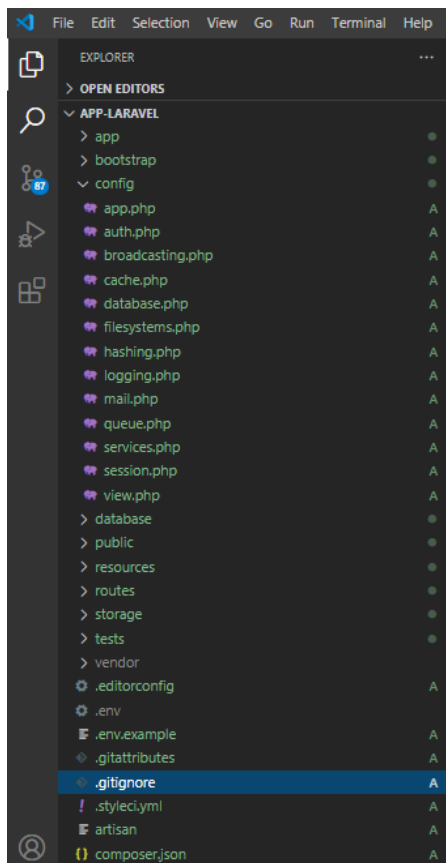 File Edit Selection View Go Run Terminal Help
EXPLORER ...
> OPEN EDITORS
APP-LARAVEL
> app
> bootstrap
config
app.php A
auth.php A
broadcasting.php A
cache.php A
database.php A
filesystems.php A
hashing.php A
logging.php A
mail.php A
queue.php A
services.php A
session.php A
view.php A
> database
> public
> resources
> routes
> storage
> tests
> vendor
.editorconfig A
.env
.env.example A
.gitattributes A
.gitignore A
! .styleci.yml A
artisan A
{} composer.json A
87